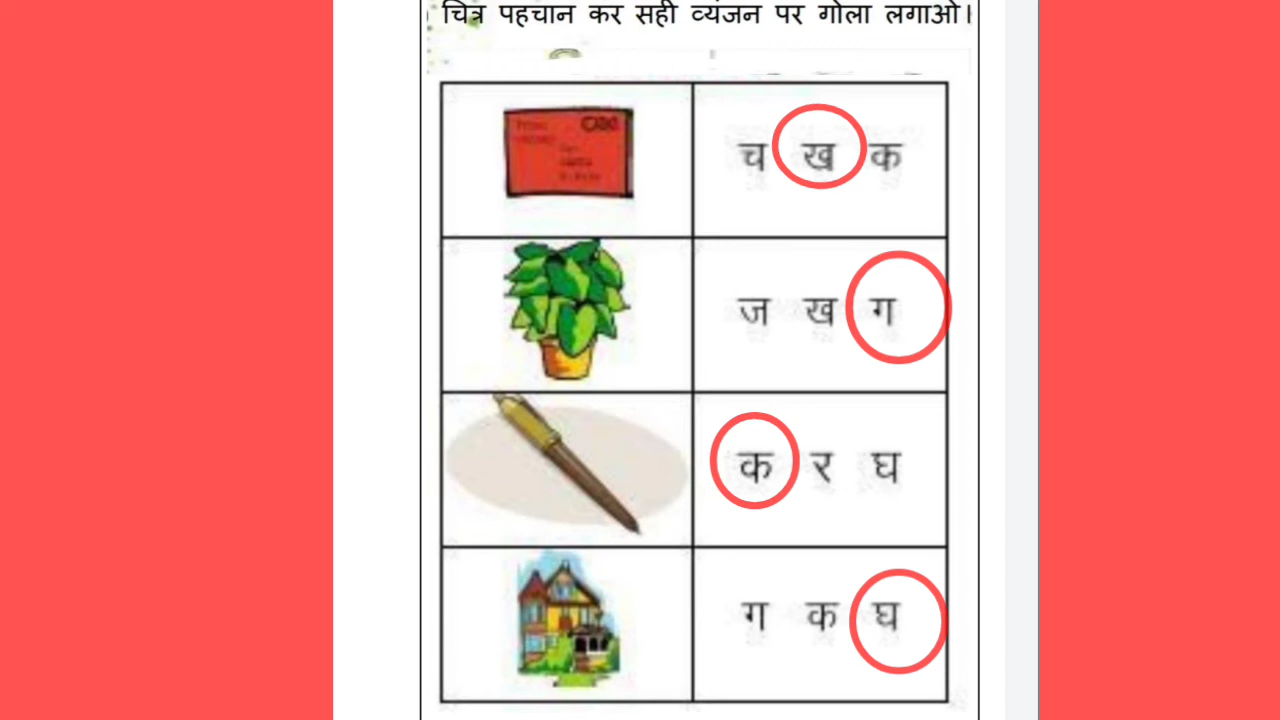 चित्र पहचान कर सही व्यंजन पर गोला लगाओ।
च ख क
ज ख ग
क र घ
ग क घ